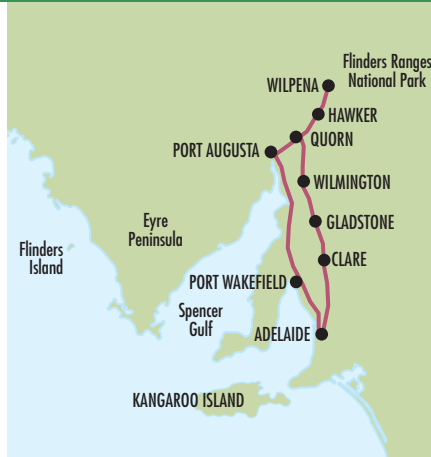 Flinders Ranges
National Park
WILPENA
HAWKER
QUORN
PORT AUGUSTA
WILMINGTON
Eyre
Peninsula
GLADSTONE
Flinders
Island
CLARE
PORT WAKEFIELD
Spencer
Gulf
ADELAIDE
KANGAROO ISLAND